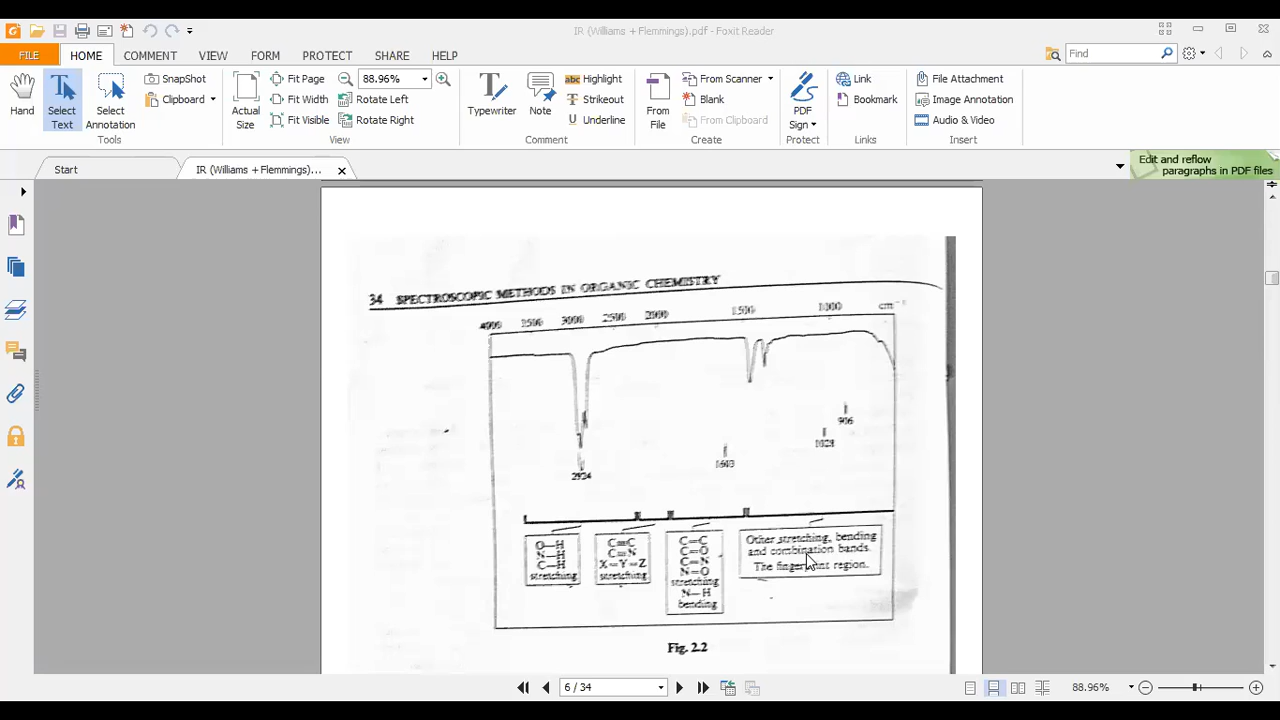 IR (Williams + Flemmings).pdf - Foxit Reader
FILE HOME COMMENT VIEW FORM PROTECT SHARE HELP
Find
Hand
Select
Text
Select
Annotation
SnapShot
Clipboard
Tools
Actual
Size
Fit Page
Fit Width
Fit Visible
88.96%
Rotate Left
Rotate Right
View
Typewriter
Note
Highlight
Strikeout
Underline
Comment
From
File
From Scanner
Blank
From Clipboard
Create
PDF
Sign
Protect
Link
Bookmark
Links
File Attachment
Image Annotation
Audio & Video
Insert
Start
IR (Williams + Flemmings)...
Edit and reflow
paragraphs in PDF files
34 SPECTROSCOPIC METHODS IN ORGANIC CHEMISTRY
4000 3500 3000 2500 2000 1500 1000 cm⁻¹
906
1028
1603
2924
O—H
N—H
C—H
stretching
C≡C
C≡N
X=Y=Z
stretching
C=C
C=O
C=N
N=O
stretching
N—H
bending
Other stretching, bending
and combination bands.
The fingerprint region.
Fig. 2.2
6 / 34
88.96%